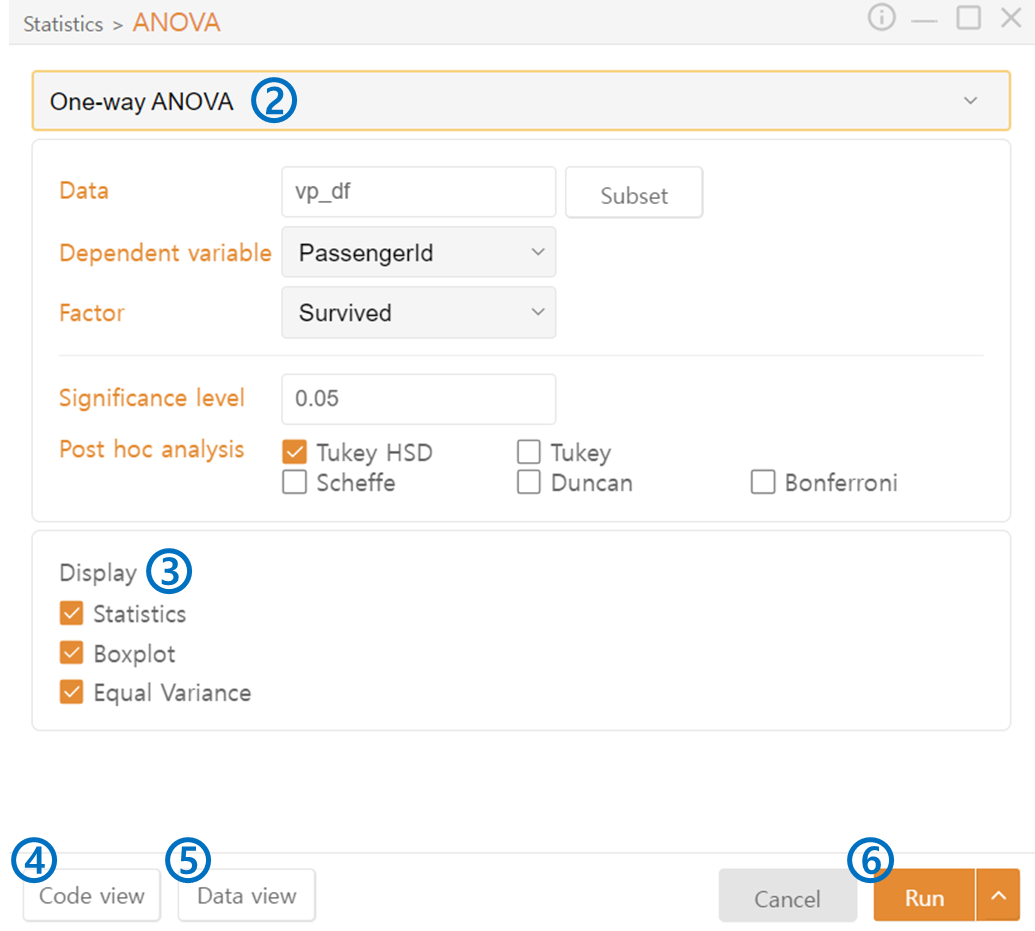 Statistics > ANOVA
One-way ANOVA ②
Data vp_df Subset
Dependent variable PassengerId
Factor Survived
Significance level 0.05
Post hoc analysis Tukey HSD Tukey
Scheffe Duncan Bonferroni
Display ③
Statistics
Boxplot
Equal Variance
④ ⑤ ⑥
Code view Data view Cancel Run